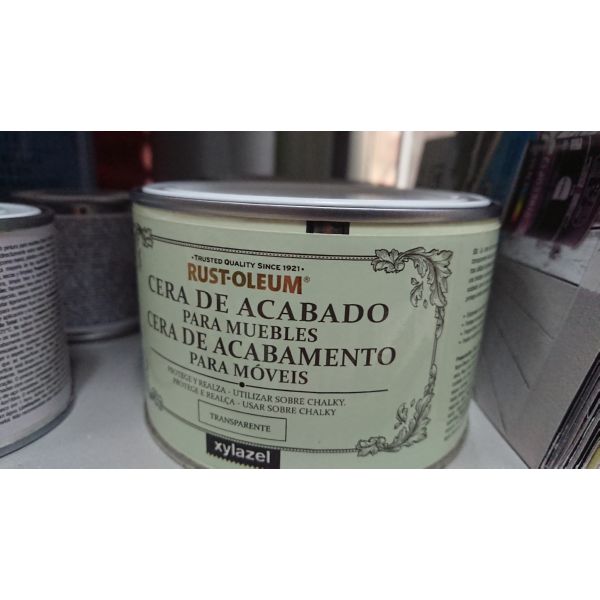 • TRUSTED QUALITY SINCE 1921 •
RUST-OLEUM®
CERA DE ACABADO
PARA MUEBLES
CERA DE ACABAMENTO
PARA MÓVEIS
PROTEGE Y REALZA - UTILIZAR SOBRE CHALKY.
PROTEGE E REALÇA - USAR SOBRE CHALKY
TRANSPARENTE
xylazel